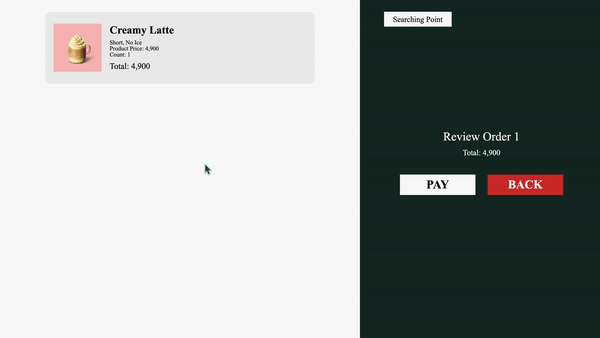 Creamy Latte
Short, No Ice
Product Price: 4,900
Count: 1
Total: 4,900
Searching Point
Review Order 1
Total: 4,900
PAY
BACK